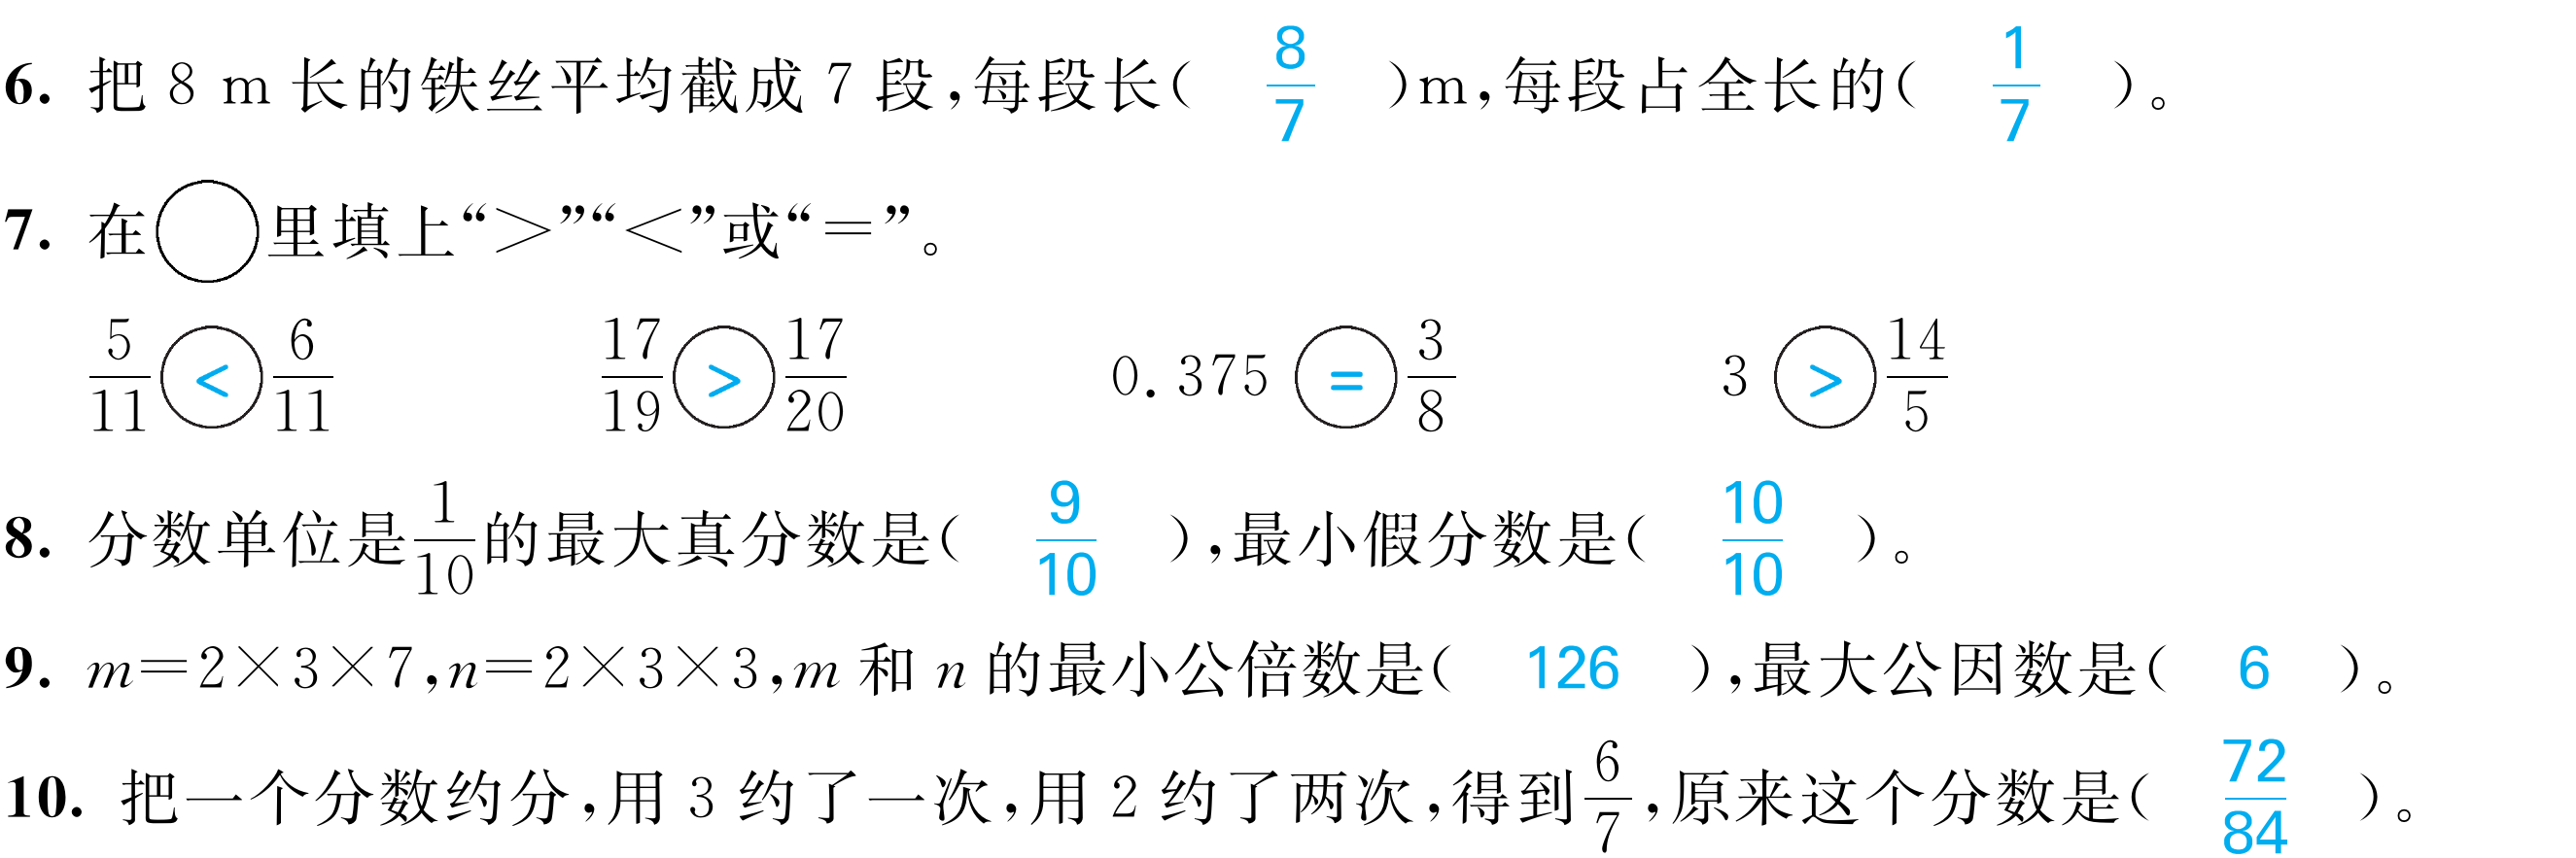 6. 把 8 m 长的铁丝平均截成 7 段,每段长( 8/7 )m,每段占全长的( 1/7 )。
7. 在○里填上“>”“<”或“=”。
5/11 < 6/11 17/19 > 17/20 0.375 = 3/8 3 > 14/5
8. 分数单位是1/10的最大真分数是( 9/10 ),最小假分数是( 10/10 )。
9. m=2×3×7,n=2×3×3,m 和 n 的最小公倍数是( 126 ),最大公因数是( 6 )。
10. 把一个分数约分,用 3 约了一次,用 2 约了两次,得到6/7,原来这个分数是( 72/84 )。